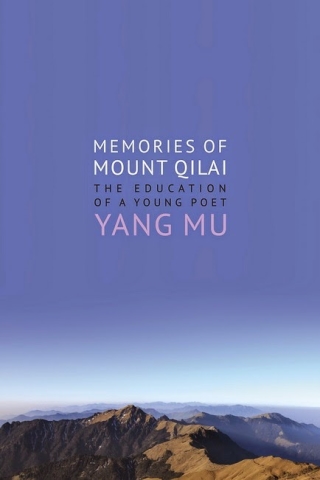 MEMORIES OF
MOUNT QILAI
THE EDUCATION
OF A YOUNG POET
YANG MU